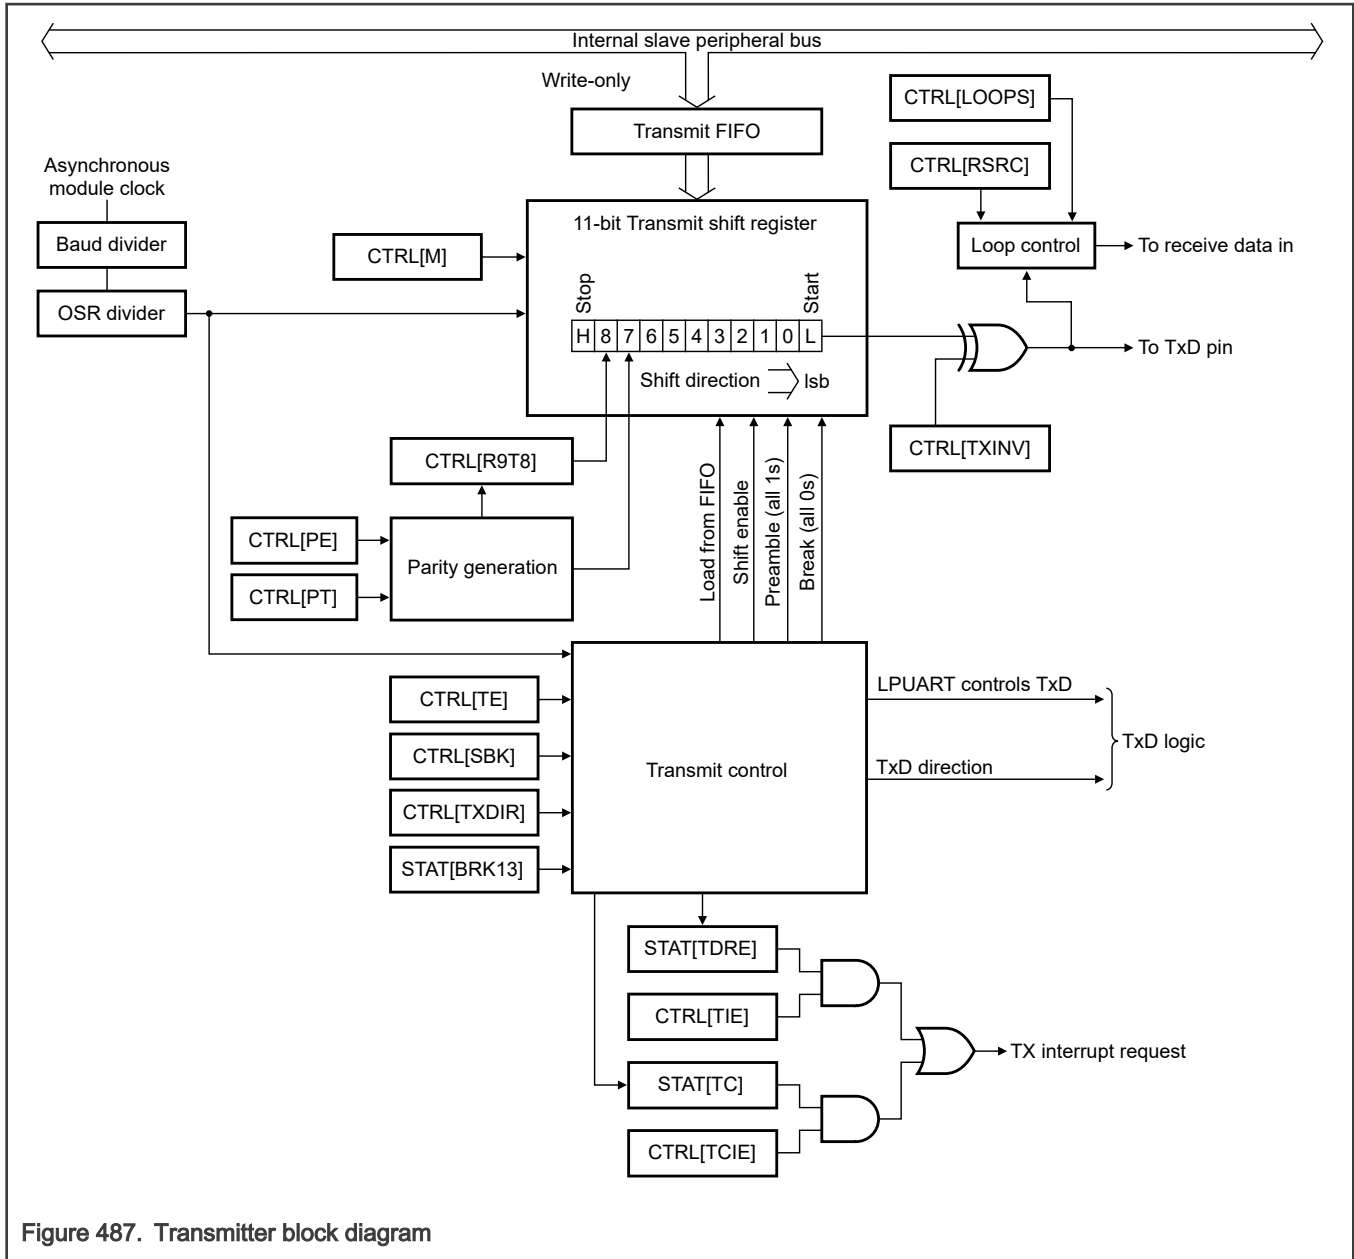 Internal slave peripheral bus
Write-only
CTRL[LOOPS]
Transmit FIFO
CTRL[RSRC]
Asynchronous
module clock
11-bit Transmit shift register
Baud divider
CTRL[M]
Loop control
To receive data in
OSR divider
Stop
Start
H 8 7 6 5 4 3 2 1 0 L
To TxD pin
Shift direction
lsb
CTRL[R9T8]
CTRL[TXINV]
CTRL[PE]
Parity generation
CTRL[PT]
Load from FIFO
Shift enable
Preamble (all 1s)
Break (all 0s)
CTRL[TE]
CTRL[SBK]
CTRL[TXDIR]
STAT[BRK13]
Transmit control
LPUART controls TxD
TxD direction
TxD logic
STAT[TDRE]
CTRL[TIE]
TX interrupt request
STAT[TC]
CTRL[TCIE]
Figure 487. Transmitter block diagram